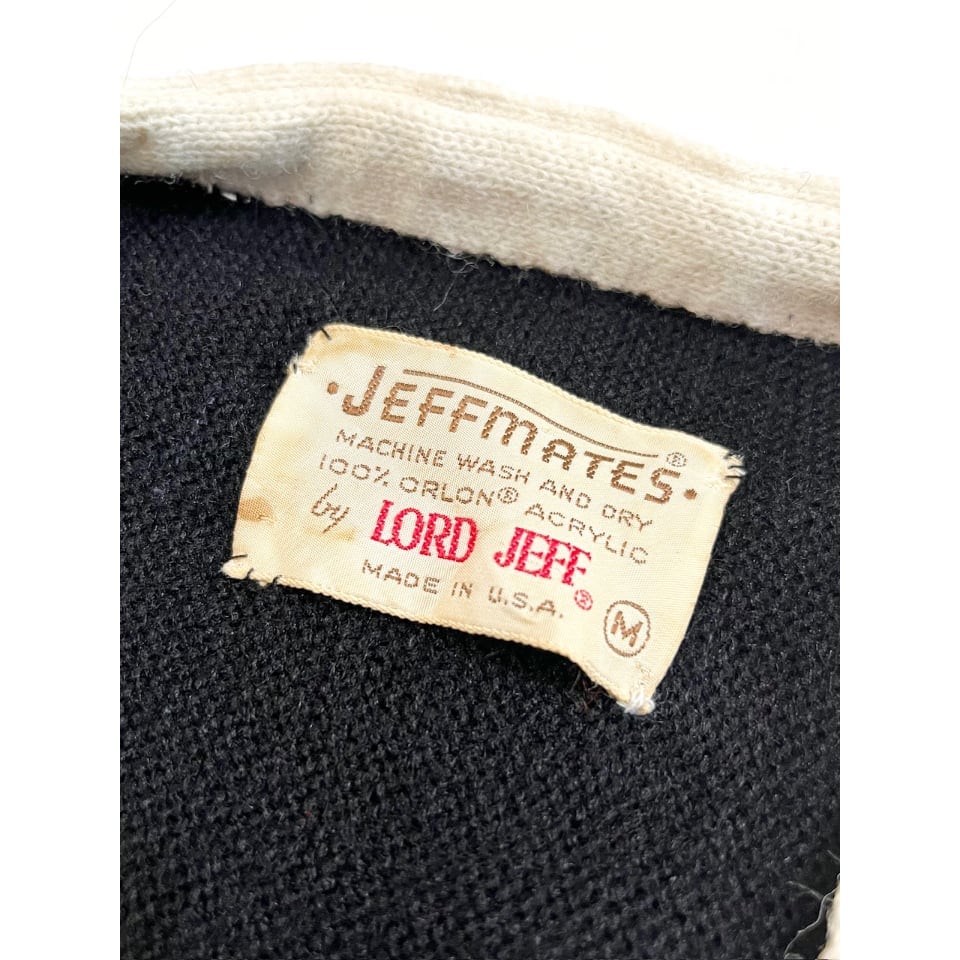 ·JEFFMATES®·
MACHINE WASH AND DRY
100% ORLON® ACRYLIC
by LORD JEFF®
MADE IN U.S.A.
M